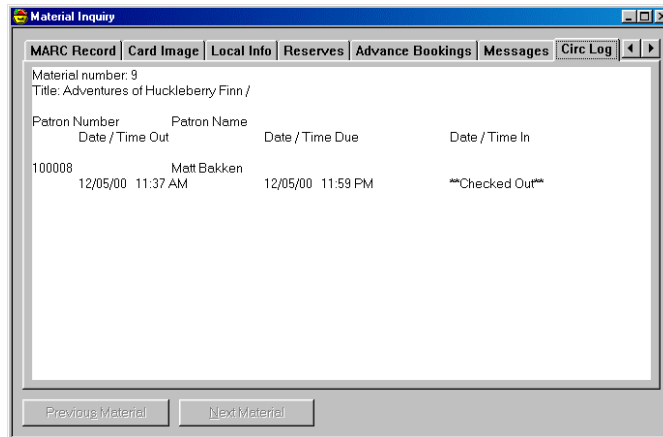 Material Inquiry
MARC Record Card Image Local Info Reserves Advance Bookings Messages Circ Log
Material number: 9
Title: Adventures of Huckleberry Finn /
Patron Number Patron Name
Date / Time Out Date / Time Due Date / Time In
100008 Matt Bakken
12/05/00 11:37 AM 12/05/00 11:59 PM **Checked Out**
Previous Material Next Material